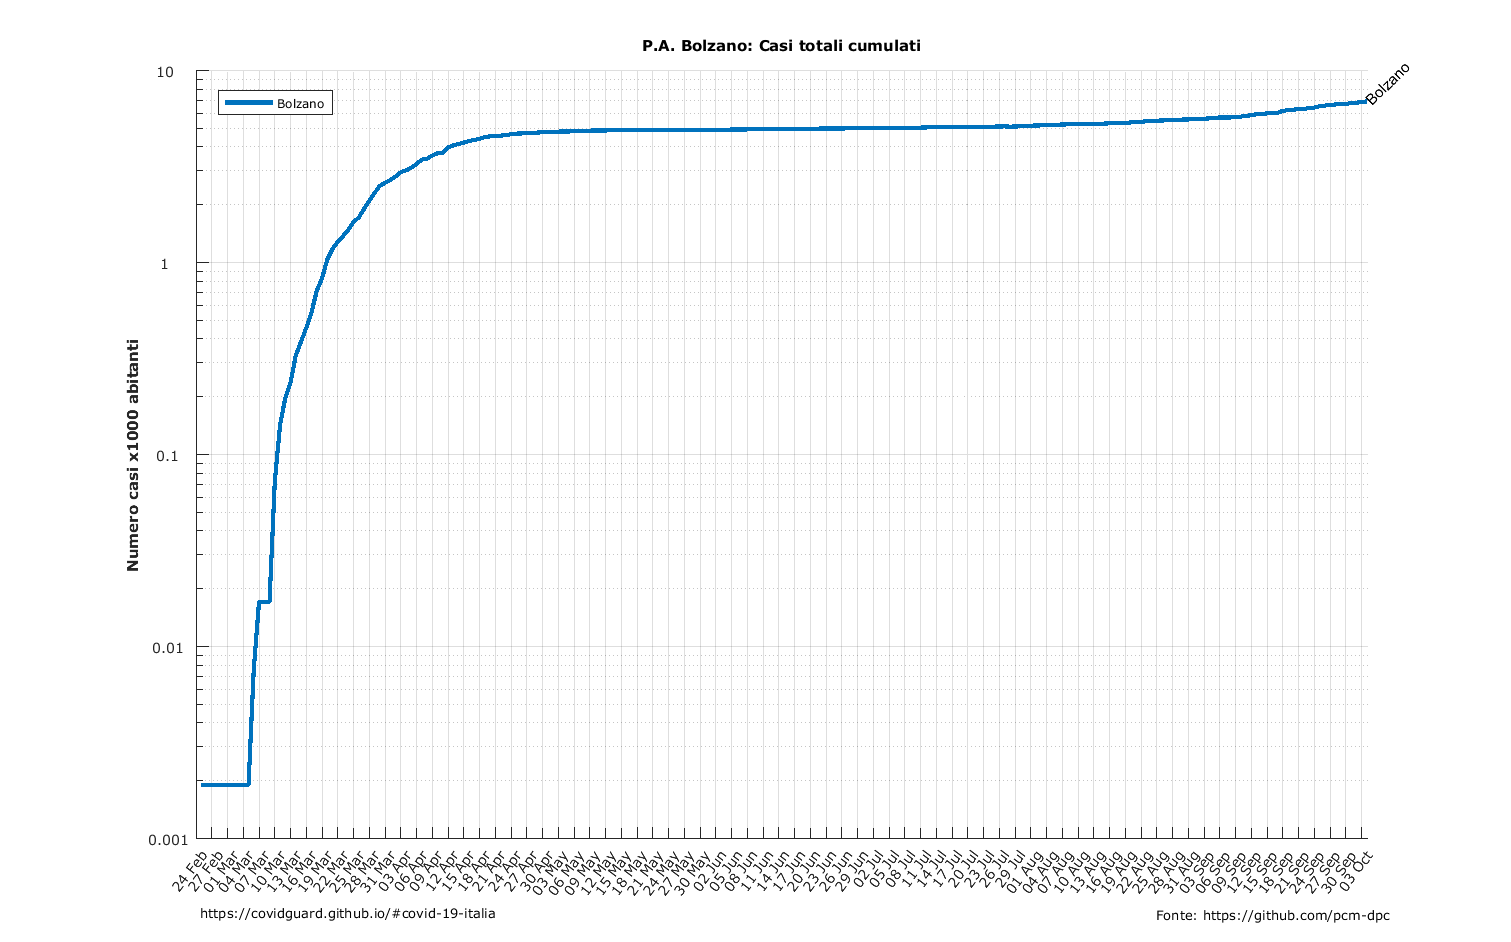 P.A. Bolzano: Casi totali cumulati
10
1
0.1
0.01
0.001
Numero casi x1000 abitanti
Bolzano
Bolzano
24 Feb
27 Feb
01 Mar
04 Mar
07 Mar
10 Mar
13 Mar
16 Mar
19 Mar
22 Mar
25 Mar
28 Mar
31 Mar
03 Apr
06 Apr
09 Apr
12 Apr
15 Apr
18 Apr
21 Apr
24 Apr
27 Apr
30 Apr
03 May
06 May
09 May
12 May
15 May
18 May
21 May
24 May
27 May
30 May
02 Jun
05 Jun
08 Jun
11 Jun
14 Jun
17 Jun
20 Jun
23 Jun
26 Jun
29 Jun
02 Jul
05 Jul
08 Jul
11 Jul
14 Jul
17 Jul
20 Jul
23 Jul
26 Jul
29 Jul
01 Aug
04 Aug
07 Aug
10 Aug
13 Aug
16 Aug
19 Aug
22 Aug
25 Aug
28 Aug
31 Aug
03 Sep
06 Sep
09 Sep
12 Sep
15 Sep
18 Sep
21 Sep
24 Sep
27 Sep
30 Sep
03 Oct
https://covidguard.github.io/#covid-19-italia
Fonte: https://github.com/pcm-dpc